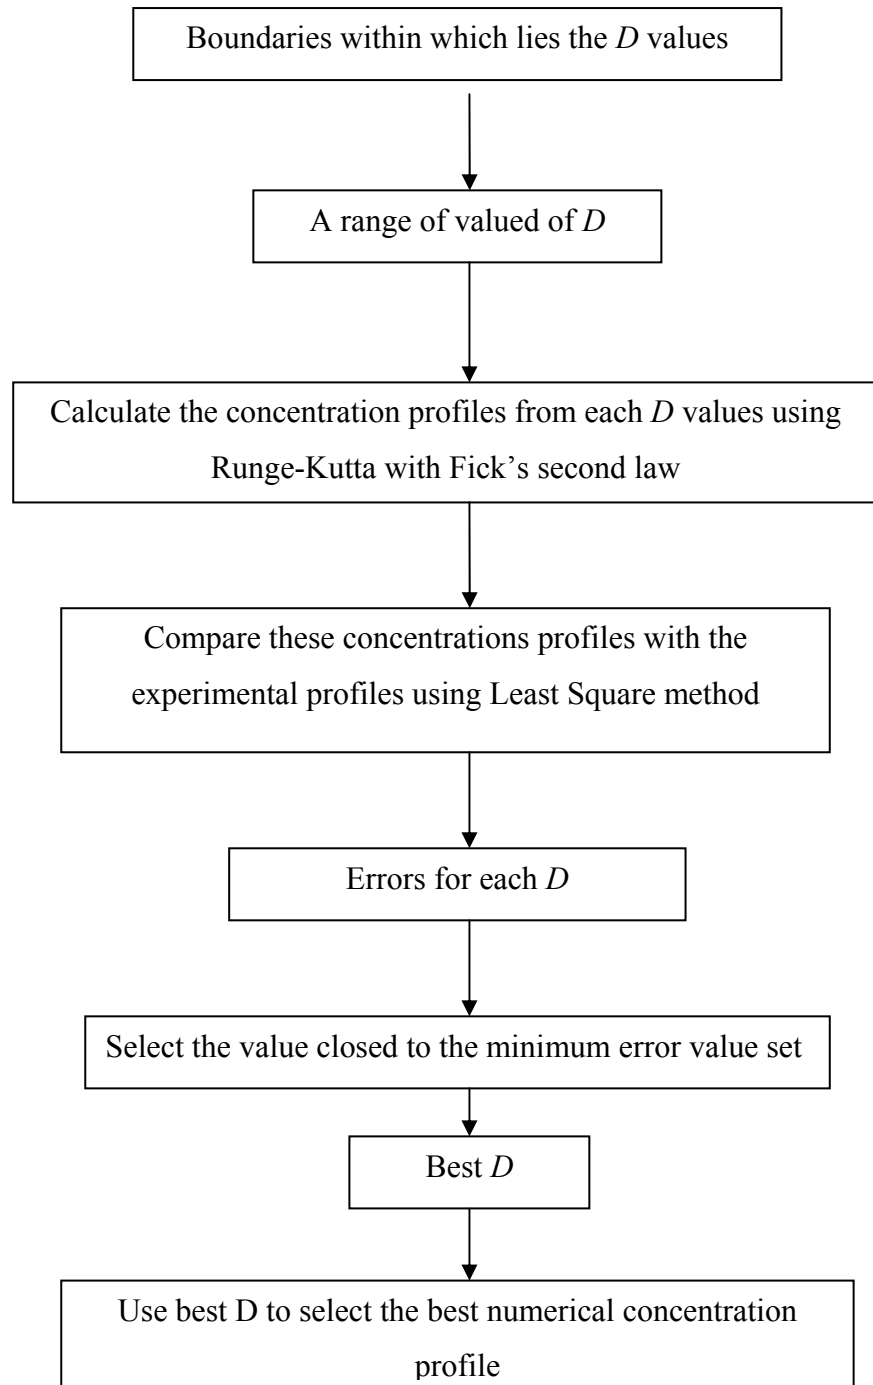 Boundaries within which lies the D values
A range of valued of D
Calculate the concentration profiles from each D values using
Runge-Kutta with Fick’s second law
Compare these concentrations profiles with the
experimental profiles using Least Square method
Errors for each D
Select the value closed to the minimum error value set
Best D
Use best D to select the best numerical concentration
profile